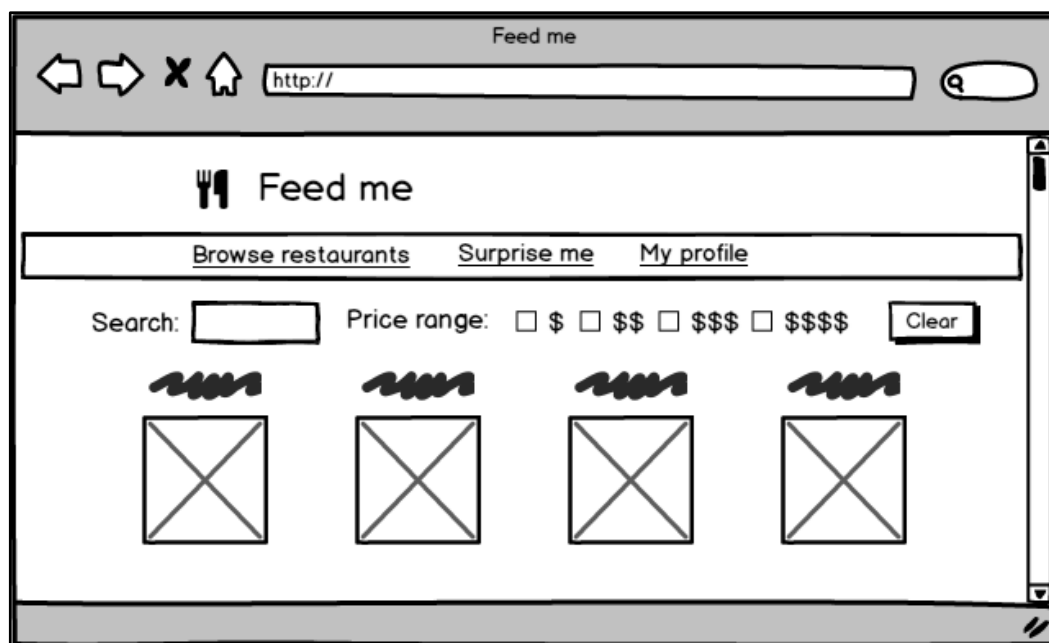 Feed me
http://
Feed me
Browse restaurants Surprise me My profile
Search: Price range: $ $$ $$$ $$$$ Clear